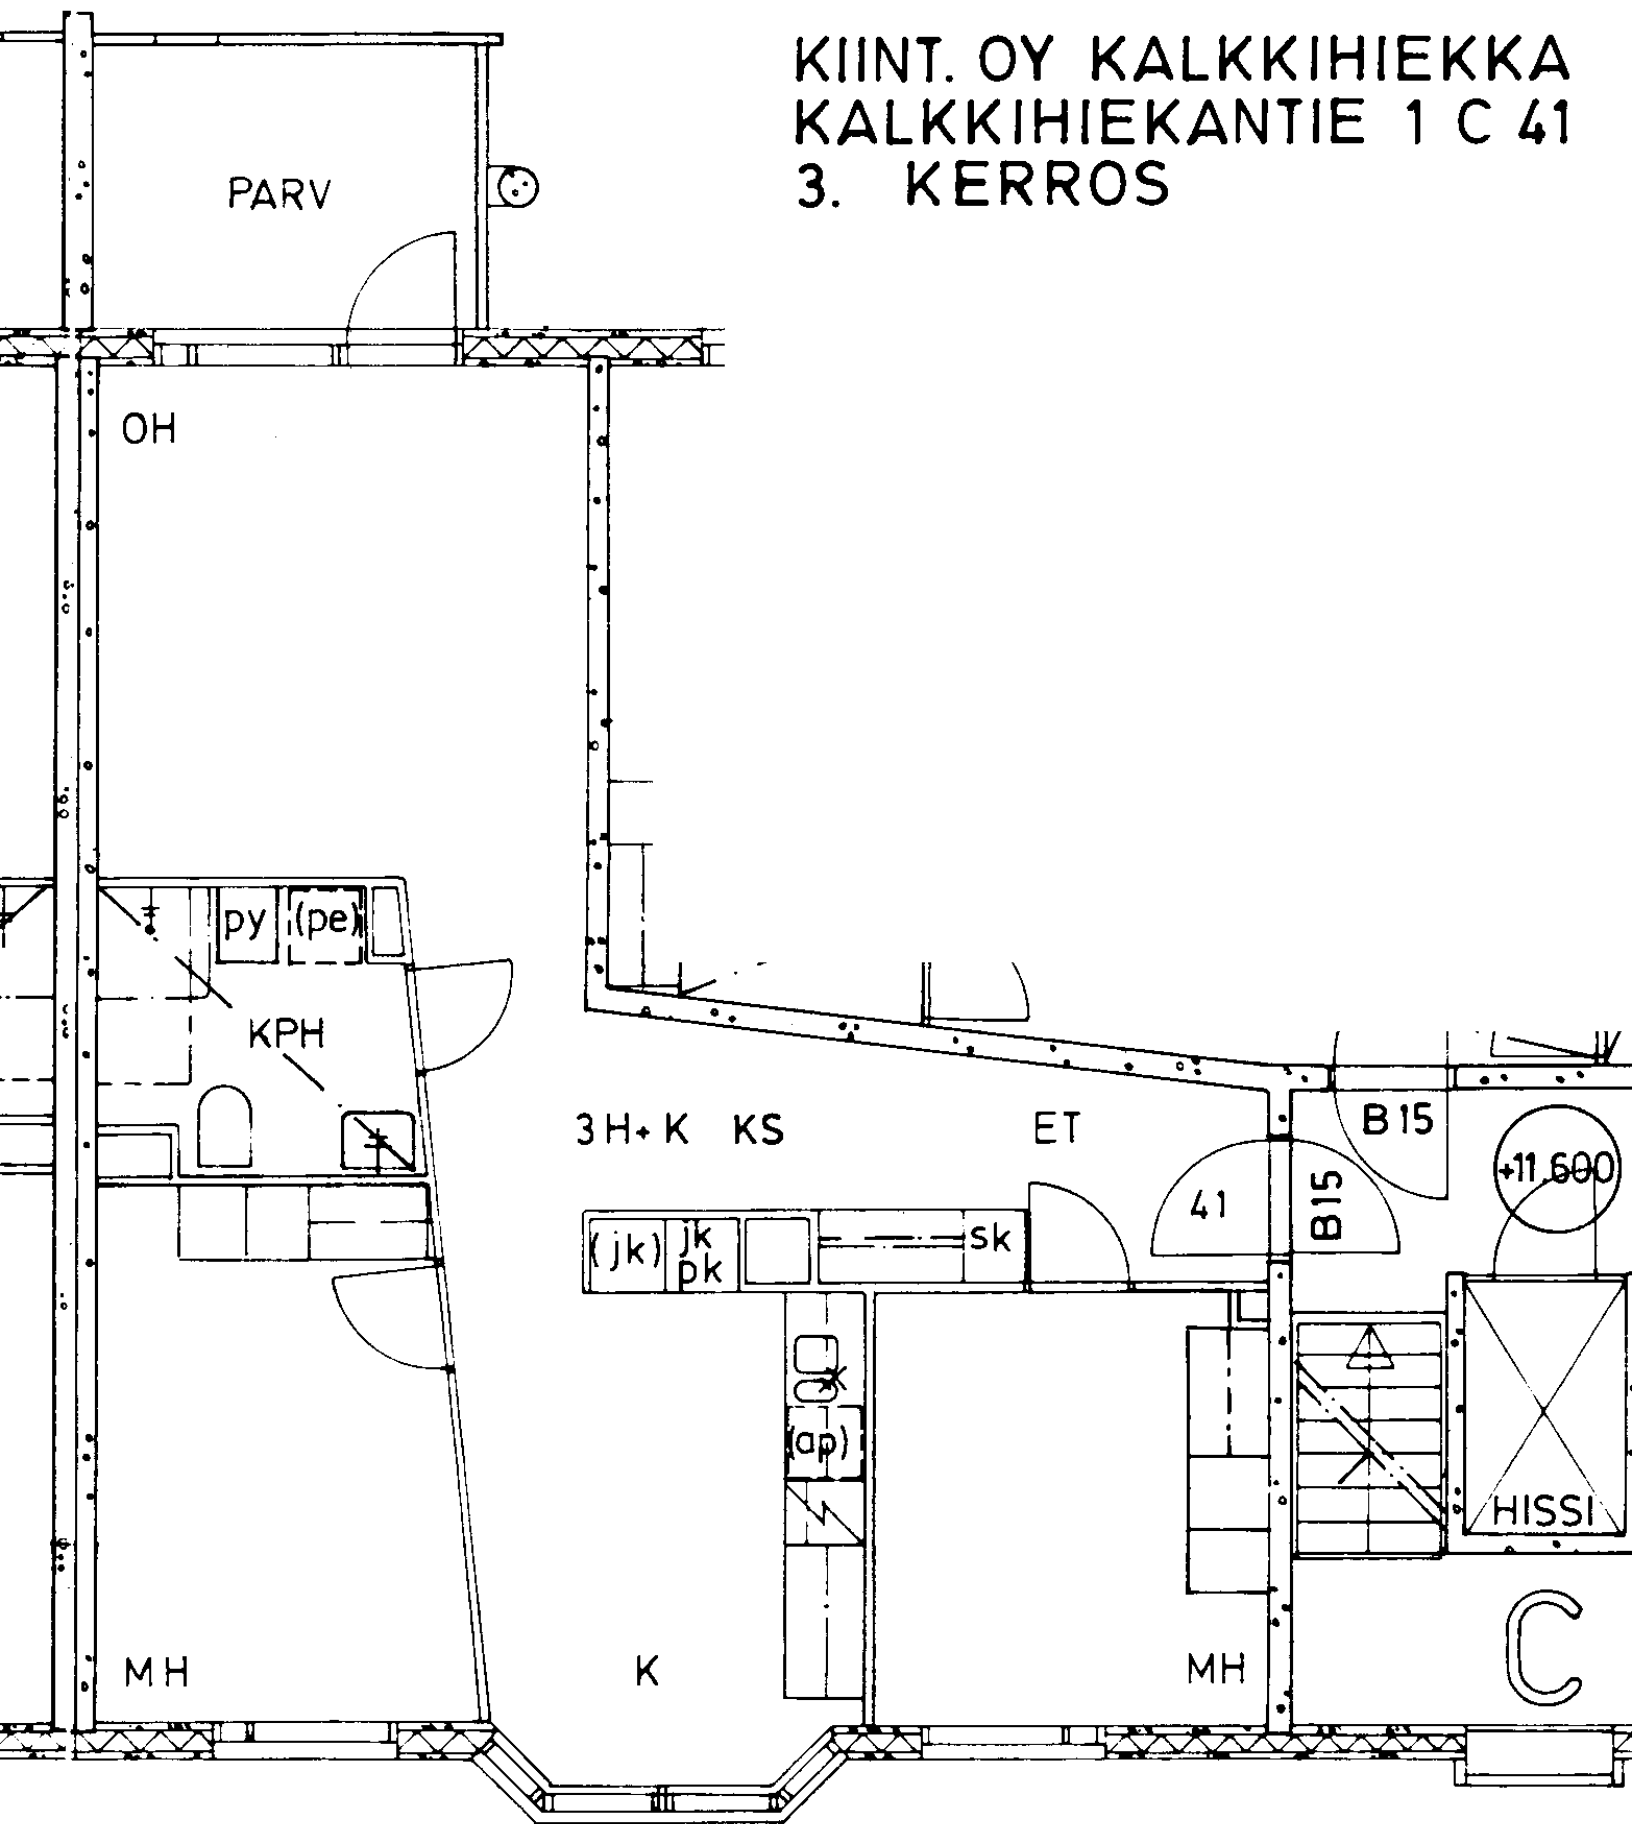 KIINT. OY KALKKIHIEKKA
KALKKIHIEKANTIE 1 C 41
3. KERROS
PARV
OH
py (pe)
KPH
3H+K KS ET
B15
+11.600
41
B15
(jk) jk pk sk
(ap)
HISSI
MH K MH
C